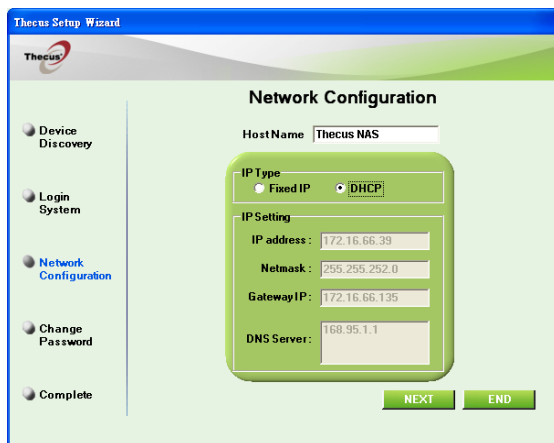 Thecus Setup Wizard
Thecus
Network Configuration
Device
Discovery
Login
System
Network
Configuration
Change
Password
Complete
Host Name Thecus NAS
IP Type
Fixed IP DHCP
IP Setting
IP address : 172.16.66.39
Netmask : 255.255.252.0
Gateway IP : 172.16.66.135
DNS Server : 168.95.1.1
NEXT END